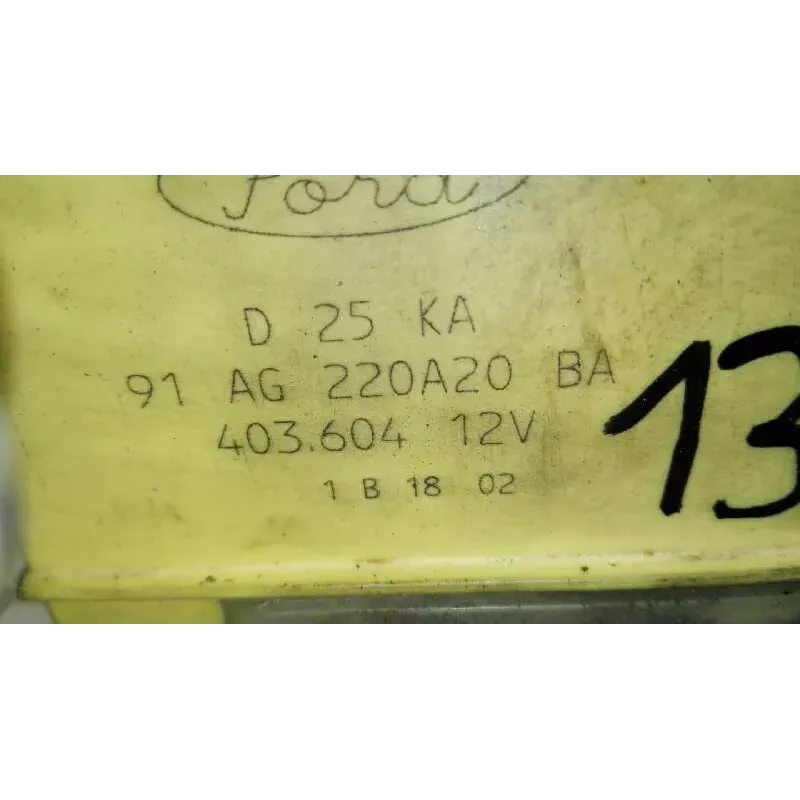 Ford
D 25 KA
91 AG 220A20 BA
403.604 12V
1 B 18 02
13